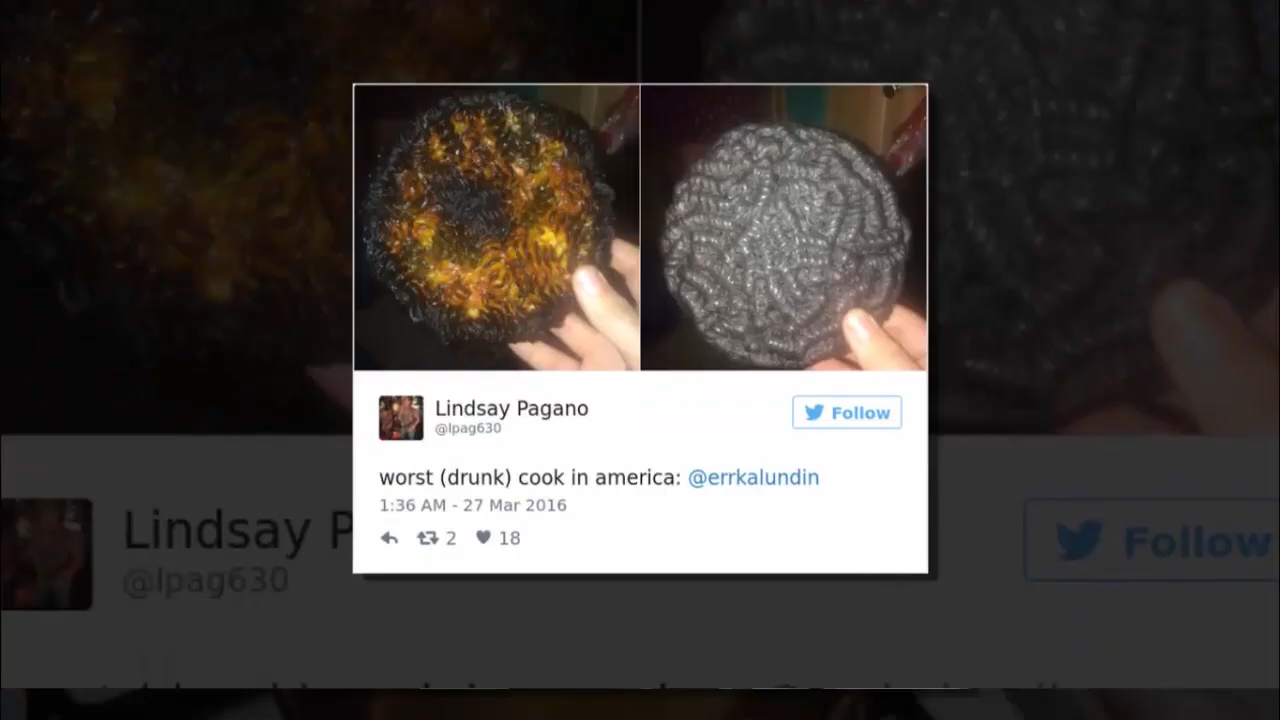 Lindsay Pagano
@lpag630
Follow
worst (drunk) cook in america: @errkalundin
1:36 AM - 27 Mar 2016
2 18
Lindsay P
@lpag630
Follow